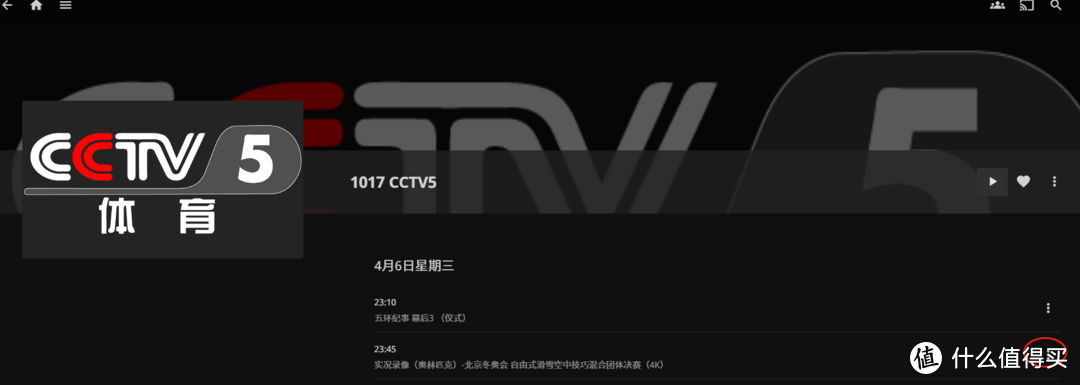 CCTV 5
体育
1017 CCTV5
4月6日星期三
23:10
五环纪事 幕后3 （仪式）
23:45
实况录像（奥林匹克）-北京冬奥会 自由式滑雪空中技巧混合团体决赛（4K）
值 什么值得买